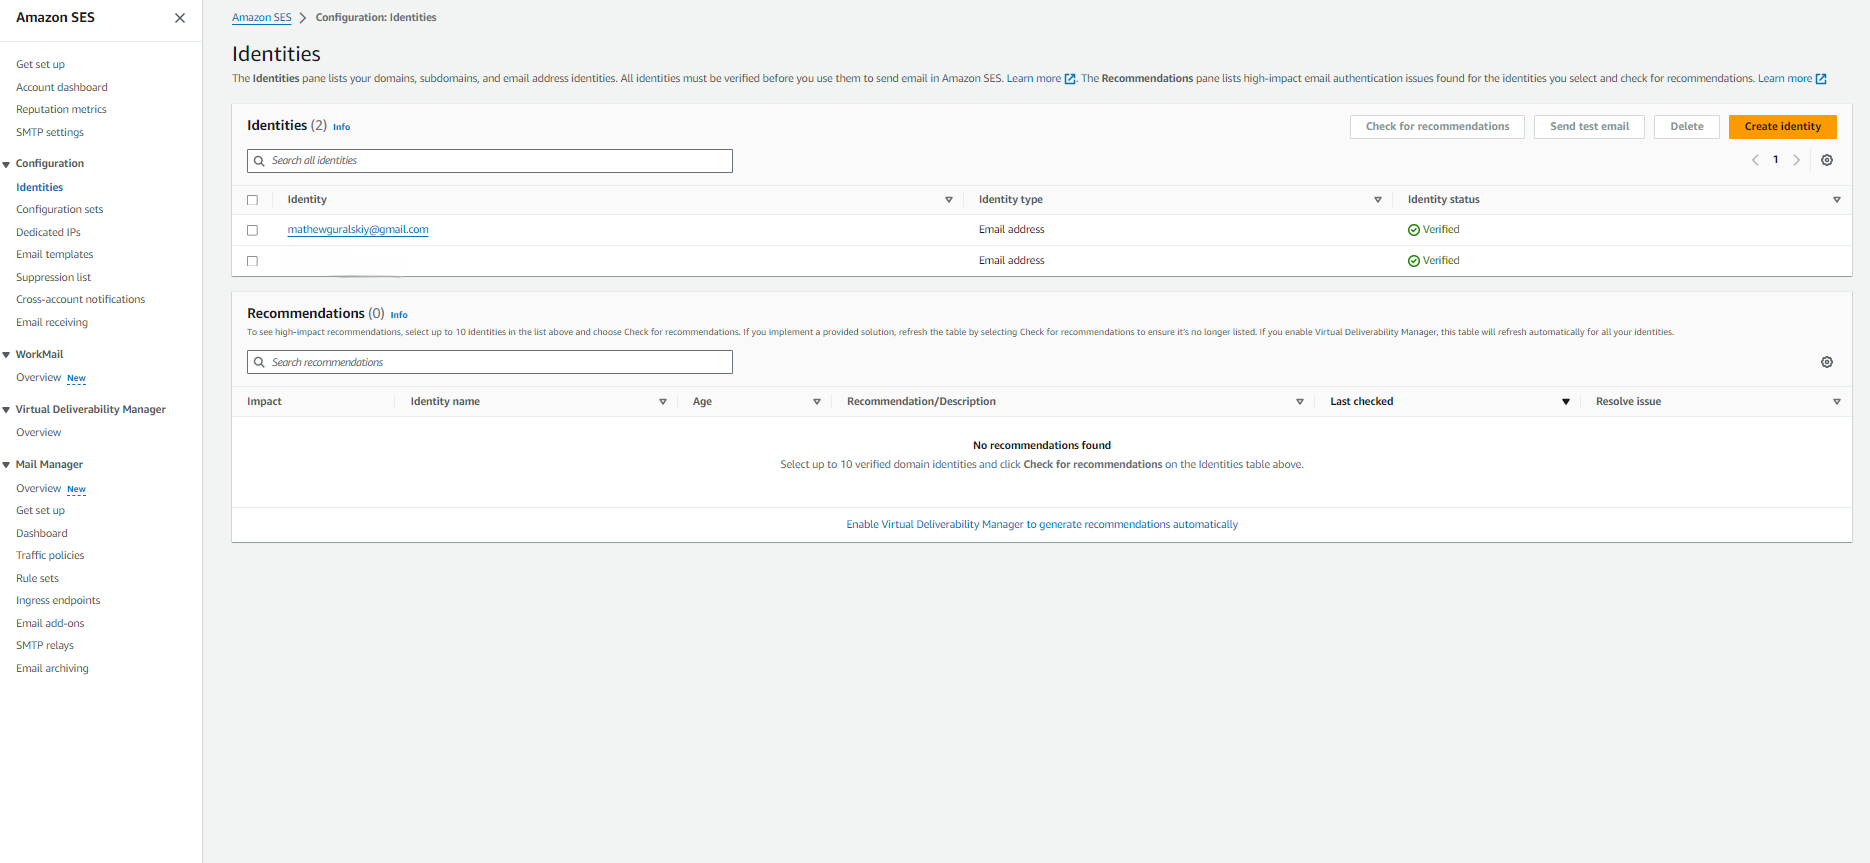 Amazon SES
Get set up
Account dashboard
Reputation metrics
SMTP settings
Configuration
Identities
Configuration sets
Dedicated IPs
Email templates
Suppression list
Cross-account notifications
Email receiving
WorkMail
Overview New
Virtual Deliverability Manager
Overview
Mail Manager
Overview New
Get set up
Dashboard
Traffic policies
Rule sets
Ingress endpoints
Email add-ons
SMTP relays
Email archiving
Amazon SES > Configuration: Identities
Identities
The Identities pane lists your domains, subdomains, and email address identities. All identities must be verified before you use them to send email in Amazon SES. Learn more. The Recommendations pane lists high-impact email authentication issues found for the identities you select and check for recommendations. Learn more
Identities (2) Info
Check for recommendations Send test email Delete Create identity
Search all identities
1
Identity Identity type Identity status
mathewguralskiy@gmail.com Email address Verified
Email address Verified
Recommendations (0) Info
To see high-impact recommendations, select up to 10 identities in the list above and choose Check for recommendations. If you implement a provided solution, refresh the table by selecting Check for recommendations to ensure it's no longer listed. If you enable Virtual Deliverability Manager, this table will refresh automatically for all your identities.
Search recommendations
Impact Identity name Age Recommendation/Description Last checked Resolve issue
No recommendations found
Select up to 10 verified domain identities and click Check for recommendations on the Identities table above.
Enable Virtual Deliverability Manager to generate recommendations automatically